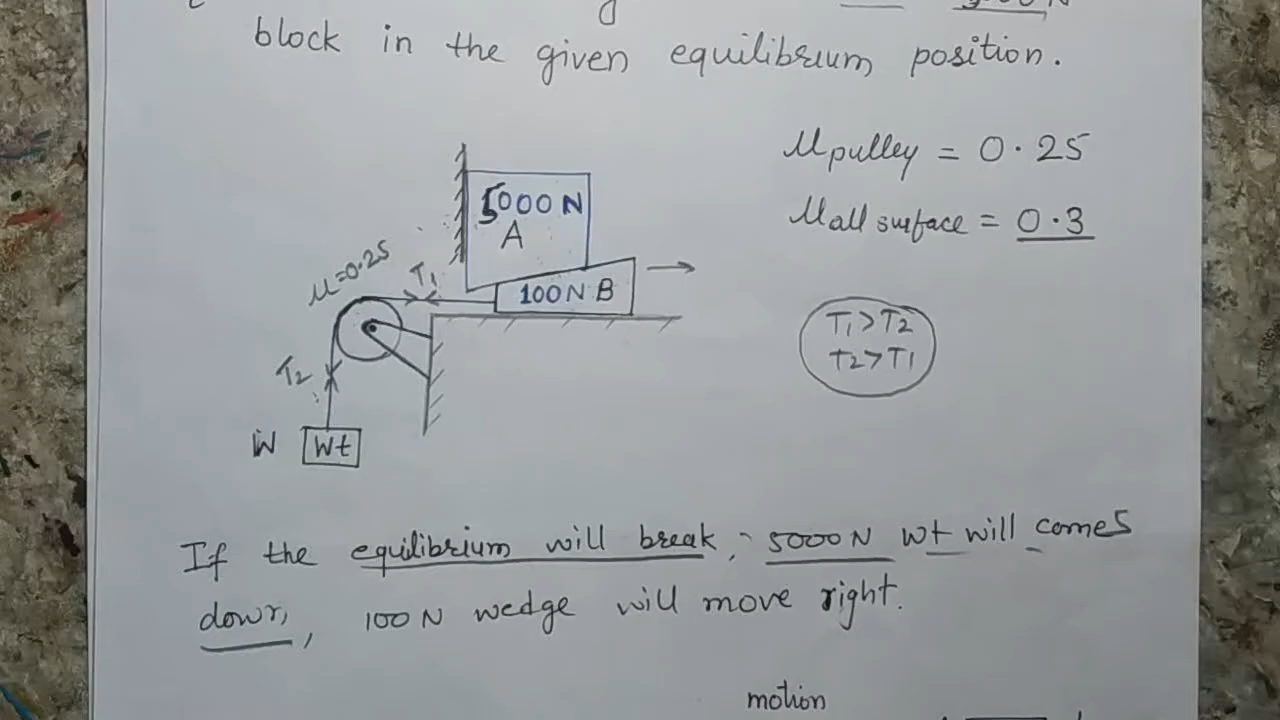 block in the given equilibrium position.
μpulley = 0.25
μall surface = 0.3
5000 N
A
μ=0.25
T1
100N B
T1>T2
T2>T1
T2
W
Wt
If the equilibrium will break, 5000N wt will comes
down, 100N wedge will move right.
motion